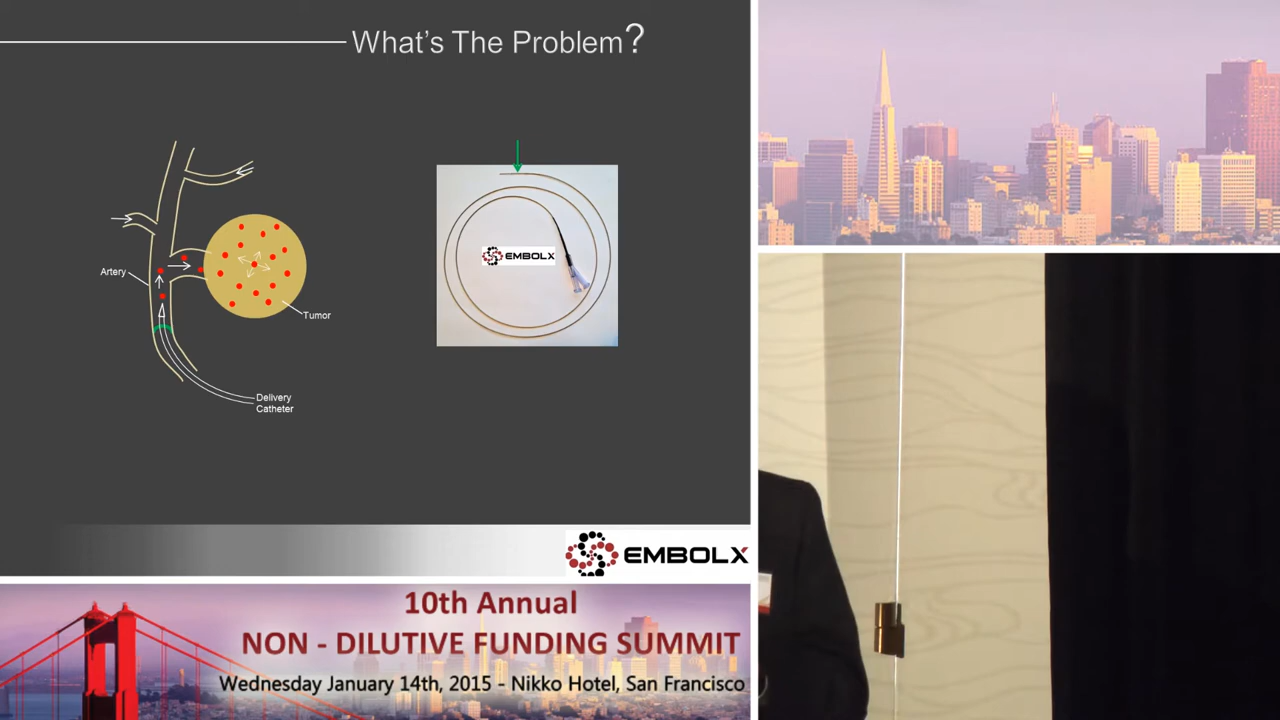 What's The Problem?
Artery
Tumor
Delivery
Catheter
EMBOLX
EMBOLX
10th Annual
NON - DILUTIVE FUNDING SUMMIT
Wednesday January 14th, 2015 - Nikko Hotel, San Francisco